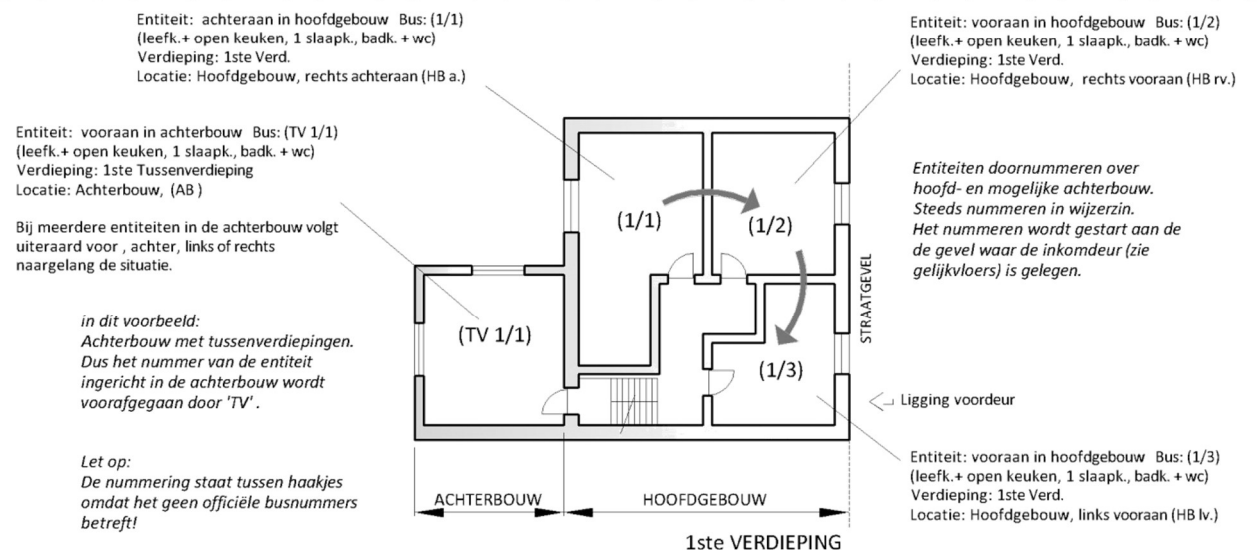 Entiteit: achteraan in hoofdgebouw Bus: (1/1)
(leefk.+ open keuken, 1 slaapk., badk. + wc)
Verdieping: 1ste Verd.
Locatie: Hoofdgebouw, rechts achteraan (HB a.)
Entiteit: vooraan in hoofdgebouw Bus: (1/2)
(leefk.+ open keuken, 1 slaapk., badk. + wc)
Verdieping: 1ste Verd.
Locatie: Hoofdgebouw, rechts vooraan (HB rv.)
Entiteit: vooraan in achterbouw Bus: (TV 1/1)
(leefk.+ open keuken, 1 slaapk., badk. + wc)
Verdieping: 1ste Tussenverdieping
Locatie: Achterbouw, (AB )
Bij meerdere entiteiten in de achterbouw volgt
uiteraard voor , achter, links of rechts
naargelang de situatie.
in dit voorbeeld:
Achterbouw met tussenverdiepingen.
Dus het nummer van de entiteit
ingericht in de achterbouw wordt
voorafgegaan door 'TV' .
Let op:
De nummering staat tussen haakjes
omdat het geen officiële busnummers
betreft!
(1/1)
(1/2)
(TV 1/1)
(1/3)
STRAATGEVEL
Entiteiten doornummeren over
hoofd- en mogelijke achterbouw.
Steeds nummeren in wijzerzin.
Het nummeren wordt gestart aan de
de gevel waar de inkomdeur (zie
gelijkvloers) is gelegen.
Ligging voordeur
Entiteit: vooraan in hoofdgebouw Bus: (1/3)
(leefk.+ open keuken, 1 slaapk., badk. + wc)
Verdieping: 1ste Verd.
Locatie: Hoofdgebouw, links vooraan (HB lv.)
ACHTERBOUW
HOOFDGEBOUW
1ste VERDIEPING